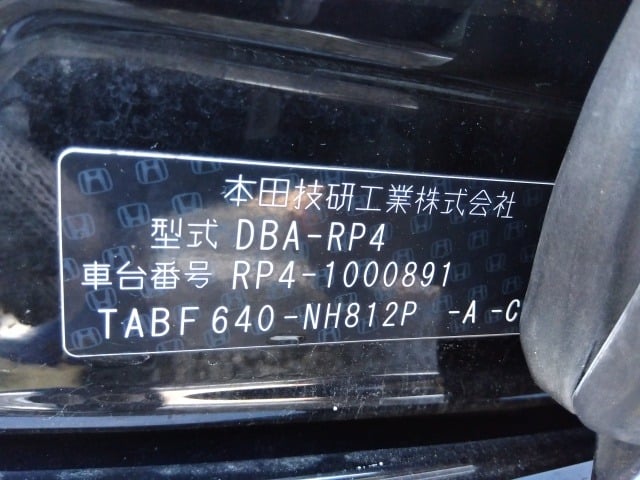 本田技研工業株式会社
型式 DBA-RP4
車台番号 RP4-1000891
TABF640-NH812P -A -C